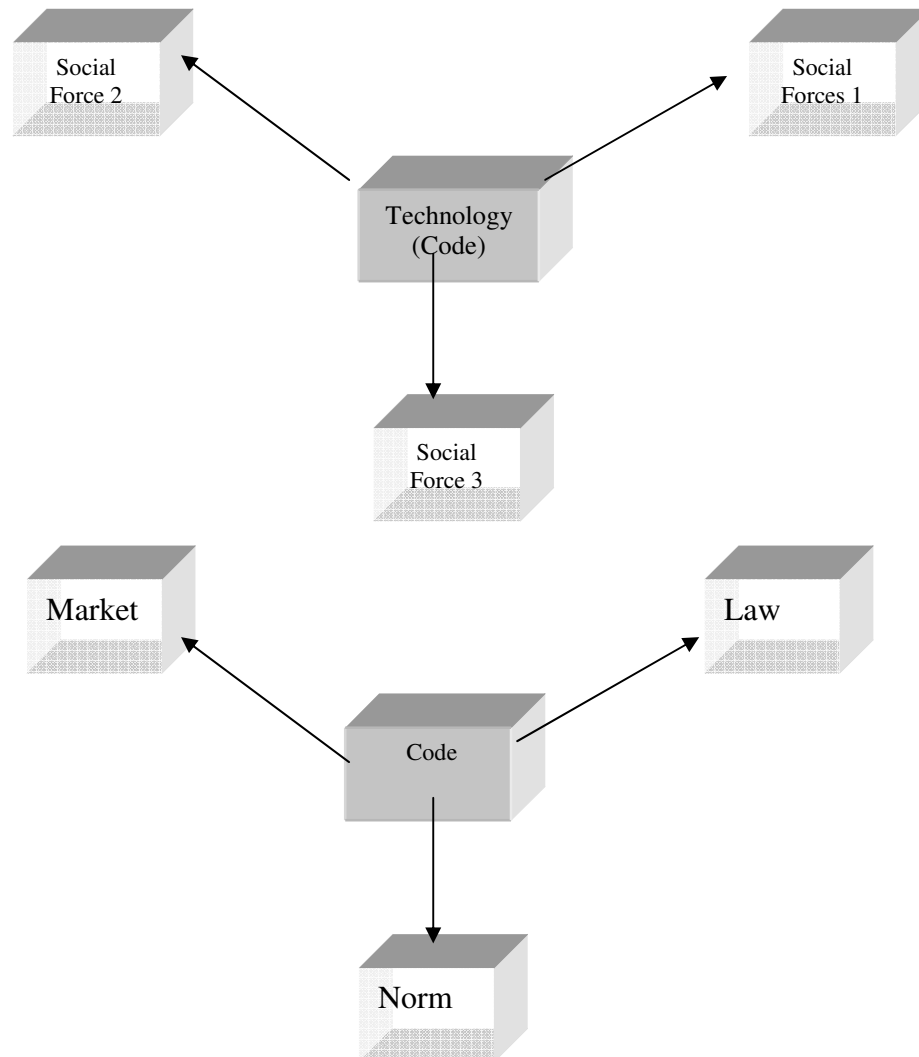 Social
Force 2
Social
Forces 1
Technology
(Code)
Social
Force 3
Market
Law
Code
Norm